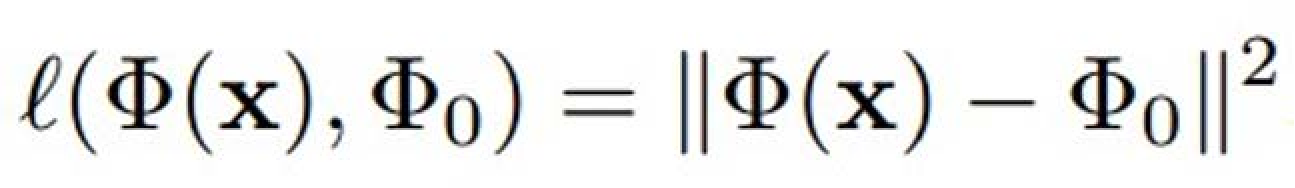 ℓ(Φ(𝐱), Φ₀) = ‖Φ(𝐱) − Φ₀‖²